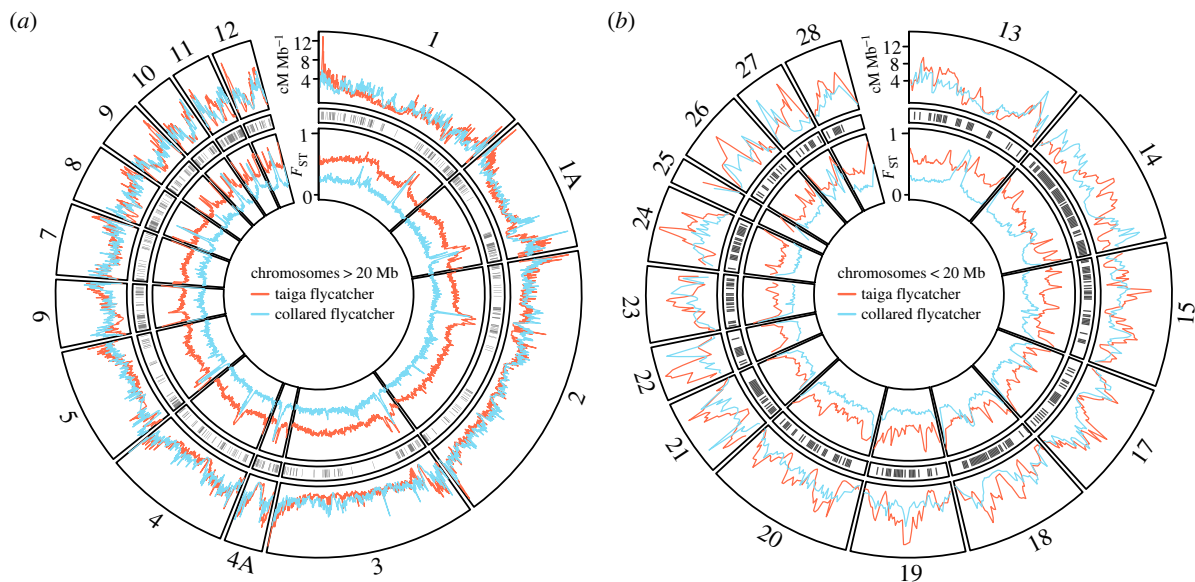 (a)
1
1A
2
3
4A
4
5
6
7
8
9
10
11
12
12
8
4
cM Mb⁻¹
1
F_ST
0
chromosomes > 20 Mb
taiga flycatcher
collared flycatcher
(b)
13
14
15
17
18
19
20
21
22
23
24
25
26
27
28
12
8
4
cM Mb⁻¹
1
F_ST
0
chromosomes < 20 Mb
taiga flycatcher
collared flycatcher